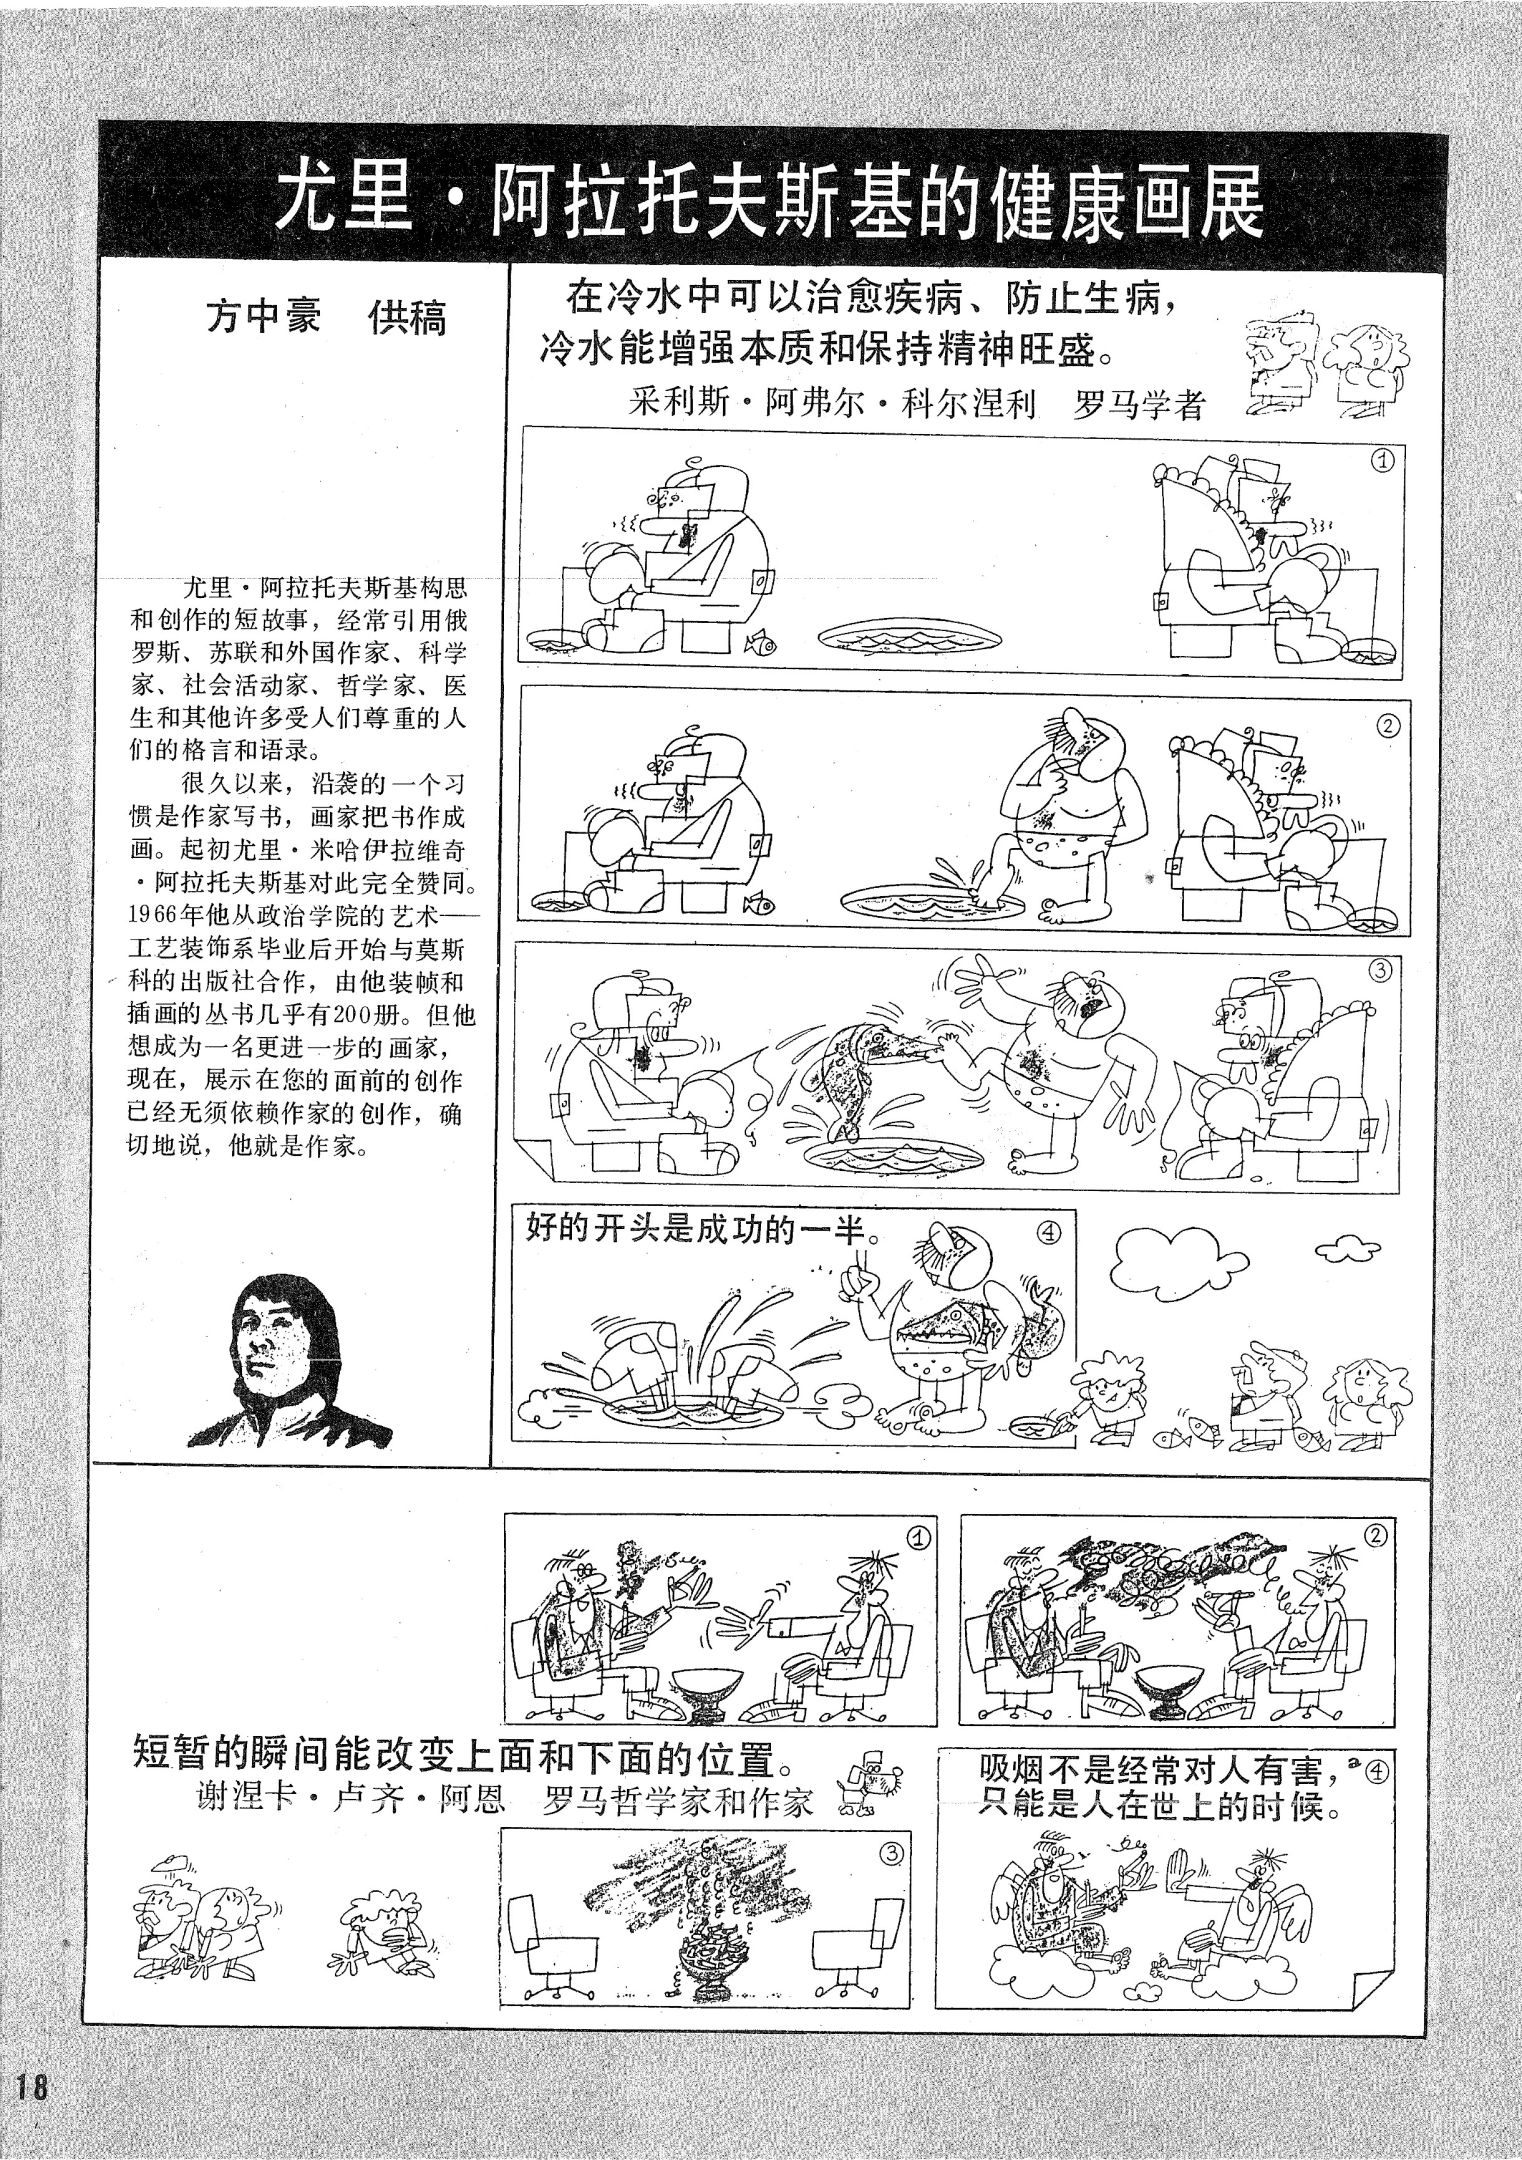 尤里·阿拉托夫斯基的健康画展
方中豪　供稿
尤里·阿拉托夫斯基构思
和创作的短故事，经常引用俄
罗斯、苏联和外国作家、科学
家、社会活动家、哲学家、医
生和其他许多受人们尊重的人
们的格言和语录。
很久以来，沿袭的一个习
惯是作家写书，画家把书作成
画。起初尤里·米哈伊拉维奇
·阿拉托夫斯基对此完全赞同。
1966年他从政治学院的艺术——
工艺装饰系毕业后开始与莫斯
科的出版社合作，由他装帧和
插画的丛书几乎有200册。但他
想成为一名更进一步的画家，
现在，展示在您的面前的创作
已经无须依赖作家的创作，确
切地说，他就是作家。
在冷水中可以治愈疾病、防止生病，
冷水能增强本质和保持精神旺盛。
采利斯·阿弗尔·科尔涅利　罗马学者
①
②
③
好的开头是成功的一半。
④
①
②
短暂的瞬间能改变上面和下面的位置。
谢涅卡·卢齐·阿恩　罗马哲学家和作家
③
吸烟不是经常对人有害，
④
只能是人在世上的时候。
18